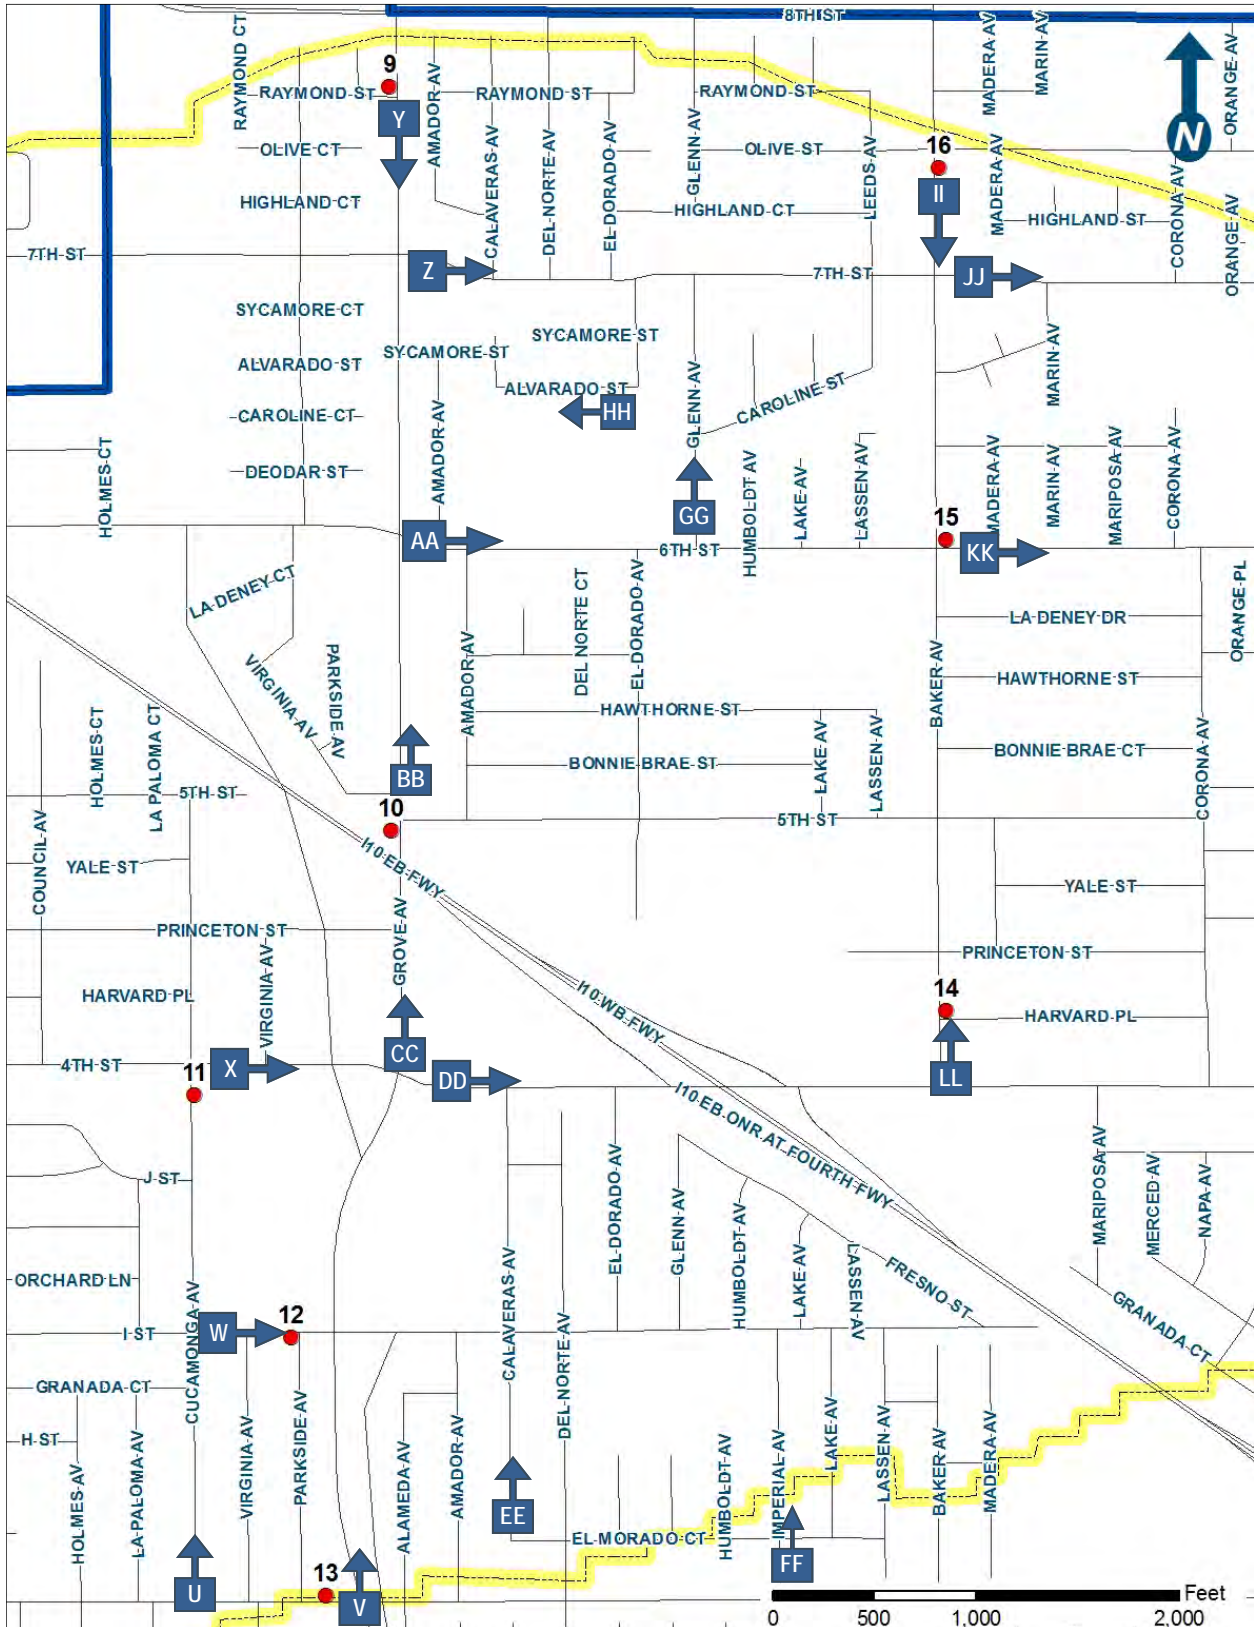 8TH ST
RAYMOND CT
MADERA AV
MARIN AV
ORANGE AV
9
AMADOR AV
RAYMOND ST
RAYMOND ST
RAYMOND ST
Y
CALAVERAS AV
DEL NORTE AV
EL DORADO AV
GLENN AV
LEEDS AV
N
OLIVE CT
OLIVE ST
16
MADERA AV
II
HIGHLAND CT
HIGHLAND CT
HIGHLAND ST
CORONA AV
ORANGE AV
7TH ST
Z
7TH ST
JJ
SYCAMORE CT
SYCAMORE ST
SYCAMORE ST
ALVARADO ST
ALVARADO ST
MARIN AV
CAROLINE CT
HH
CAROLINE ST
GLENN AV
AMADOR AV
DEODAR ST
HOLMES CT
HUMBOLDT AV
LAKE AV
LASSEN AV
MADERA AV
MARIN AV
MARIPOSA AV
CORONA AV
GG
15
AA
6TH ST
KK
LA DENEY CT
DEL NORTE CT
EL DORADO AV
LA DENEY DR
ORANGE PL
VIRGINIA AV
PARKSIDE AV
AMADOR AV
BAKER AV
HAWTHORNE ST
HAWTHORNE ST
HOLMES CT
LA PALOMA CT
LAKE AV
LASSEN AV
BONNIE BRAE CT
BONNIE BRAE ST
CORONA AV
BB
5TH ST
10
5TH ST
COUNCIL AV
I10 EB FWY
YALE ST
YALE ST
PRINCETON ST
GROVE AV
PRINCETON ST
VIRGINIA AV
HARVARD PL
I10 WB FWY
14
HARVARD PL
CC
4TH ST
11
X
DD
LL
I10 EB ONR AT FOURTH FWY
J ST
EL DORADO AV
GLENN AV
HUMBOLDT AV
LAKE AV
LASSEN AV
MARIPOSA AV
MERCED AV
NAPA AV
ORCHARD LN
FRESNO ST
CUCAMONGA AV
CALAVERAS AV
DEL NORTE AV
GRANADA CT
I ST
W
12
GRANADA CT
H ST
HOLMES AV
LA PALOMA AV
VIRGINIA AV
PARKSIDE AV
ALAMEDA AV
AMADOR AV
HUMBOLDT AV
IMPERIAL AV
LAKE AV
LASSEN AV
BAKER AV
MADERA AV
EE
EL MORADO CT
FF
U
13
V
Feet
0 500 1,000 2,000